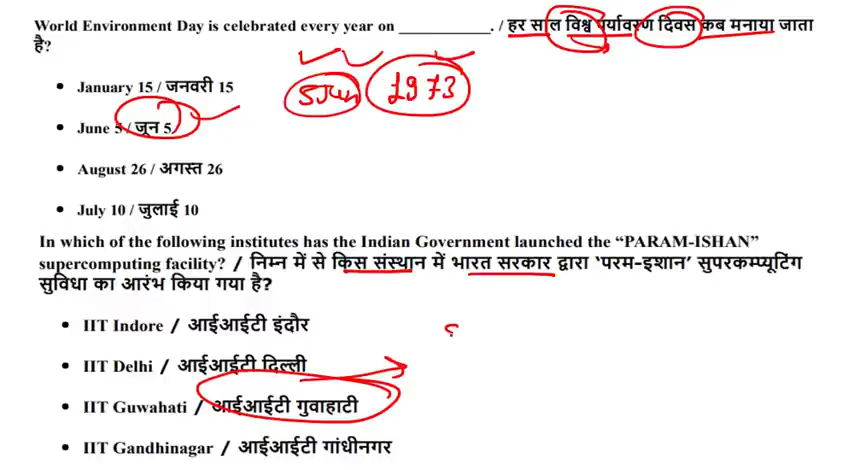 World Environment Day is celebrated every year on ____________. / हर साल विश्व पर्यावरण दिवस कब मनाया जाता
है?
5 Jun 1973
• January 15 / जनवरी 15
• June 5 / जून 5
• August 26 / अगस्त 26
• July 10 / जुलाई 10
In which of the following institutes has the Indian Government launched the “PARAM-ISHAN”
supercomputing facility? / निम्न में से किस संस्थान में भारत सरकार द्वारा 'परम-इशान' सुपरकम्प्यूटिंग
सुविधा का आरंभ किया गया है?
• IIT Indore / आईआईटी इंदौर
• IIT Delhi / आईआईटी दिल्ली
• IIT Guwahati / आईआईटी गुवाहाटी
• IIT Gandhinagar / आईआईटी गांधीनगर